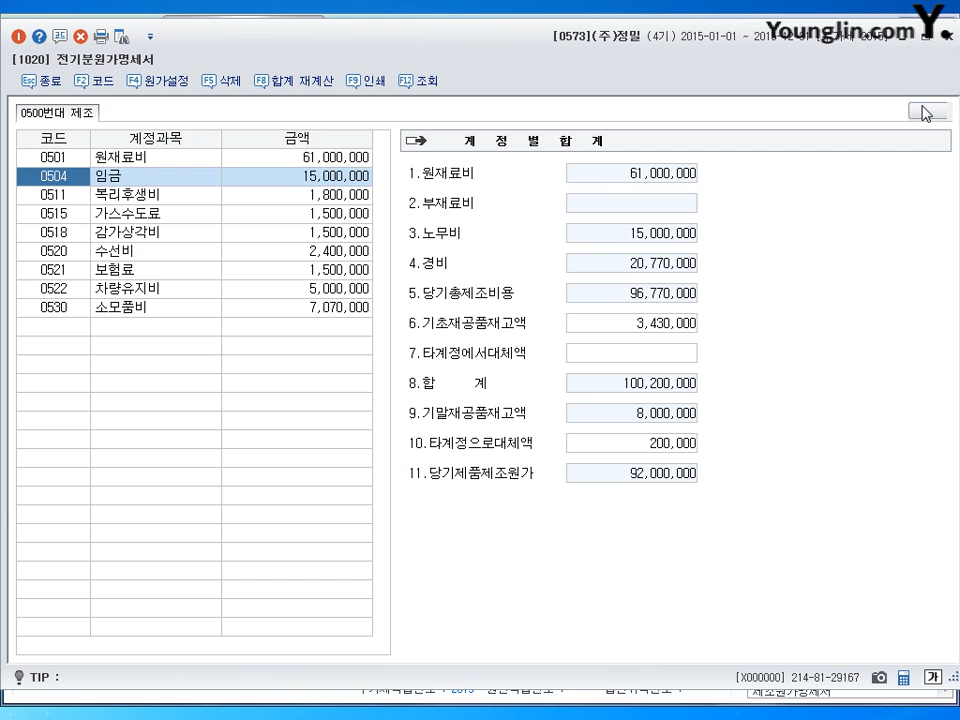 Younglin.com Y.
[0573](주)정밀 (4기) 2015-01-01 ~
[1020] 전기분원가명세서
Esc 종료 F2 코드 F4 원가설정 F5 삭제 F8 합계 재계산 F9 인쇄 F12 조회
0500번대 제조
코드 계정과목 금액
0501 원재료비 61,000,000
0504 임금 15,000,000
0511 복리후생비 1,800,000
0515 가스수도료 1,500,000
0518 감가상각비 1,500,000
0520 수선비 2,400,000
0521 보험료 1,500,000
0522 차량유지비 5,000,000
0530 소모품비 7,070,000
계 정 별 합 계
1.원재료비 61,000,000
2.부재료비
3.노무비 15,000,000
4.경비 20,770,000
5.당기총제조비용 96,770,000
6.기초재공품재고액 3,430,000
7.타계정에서대체액
8.합 계 100,200,000
9.기말재공품재고액 8,000,000
10.타계정으로대체액 200,000
11.당기제품제조원가 92,000,000
TIP : [X000000] 214-81-29167 가